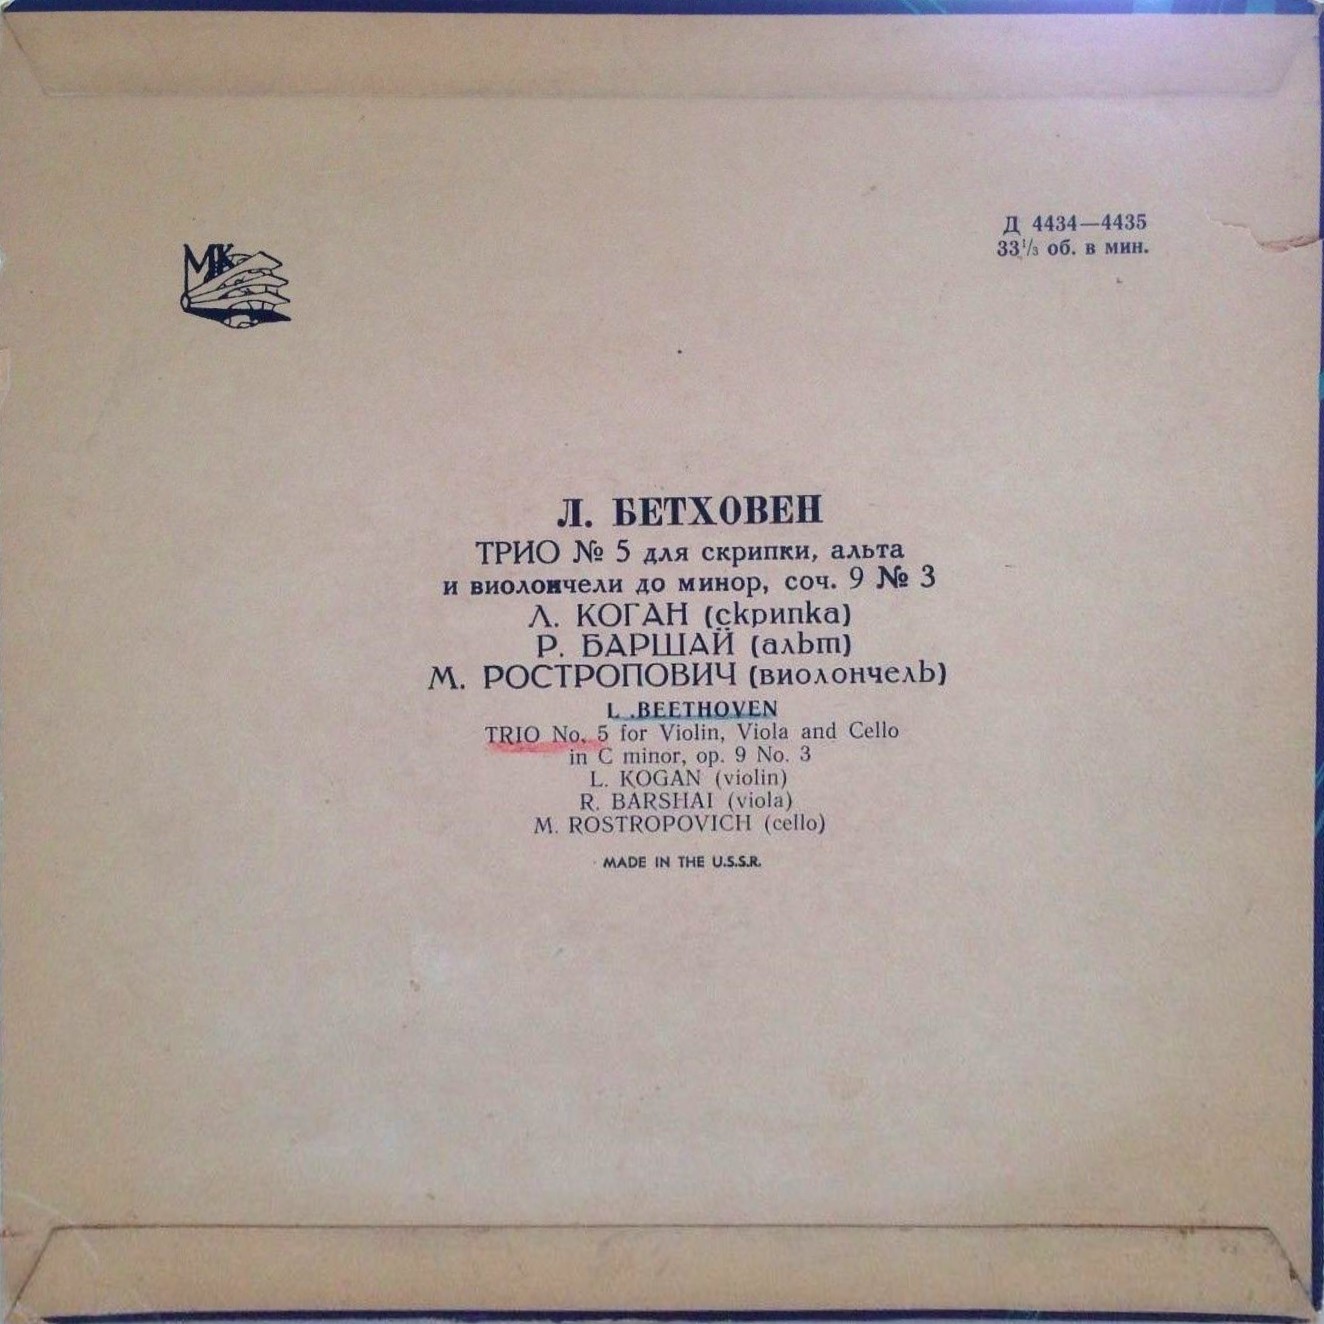 МК
Д 4434—4435
33⅓ об. в мин.
Л. БЕТХОВЕН
ТРИО № 5 для скрипки, альта
и виолончели до минор, соч. 9 № 3
Л. КОГАН (скрипка)
Р. БАРШАЙ (альт)
М. РОСТРОПОВИЧ (виолончель)
L .BEETHOVEN
TRIO No. 5 for Violin, Viola and Cello
in C minor, op. 9 No. 3
L. KOGAN (violin)
R. BARSHAI (viola)
M. ROSTROPOVICH (cello)
MADE IN THE U.S.S.R.